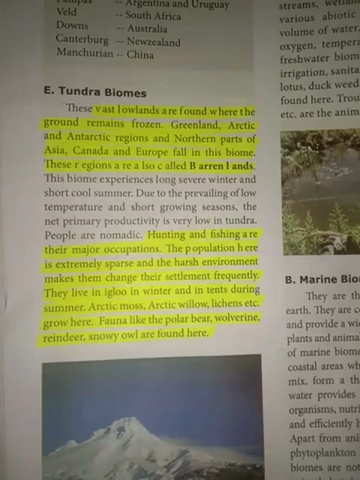 Pampas -- Argentina and Uruguay
Veld -- South Africa
Downs -- Australia
Canterburg -- Newzealand
Manchurian -- China
E. Tundra Biomes
These vast lowlands are found where the
ground remains frozen. Greenland, Arctic
and Antarctic regions and Northern parts of
Asia, Canada and Europe fall in this biome.
These regions are also called Barren lands.
This biome experiences long severe winter and
short cool summer. Due to the prevailing of low
temperature and short growing seasons, the
net primary productivity is very low in tundra.
People are nomadic. Hunting and fishing are
their major occupations. The population here
is extremely sparse and the harsh environment
makes them change their settlement frequently.
They live in igloo in winter and in tents during
summer. Arctic moss, Arctic willow, lichens etc.
grow here. Fauna like the polar bear, wolverine,
reindeer, snowy owl are found here.
streams,
various abiotic
volume of water,
oxygen,
freshwater biom
irrigation,
lotus, duck weed
found here.
etc. are the anim
B. Marine Bio
They are th
earth. They are c
and provide a wi
plants and anima
of marine biome
coastal areas wh
mix, form a th
water provides
organisms, nutri
and efficiently
Apart from ani
phytoplankton
biomes are not